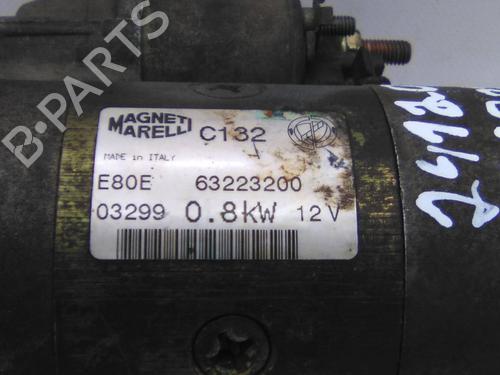 MAGNETI
MARELLI C132
MADE in ITALY
E80E 63223200
03299 0.8KW 12V
B-PARTS